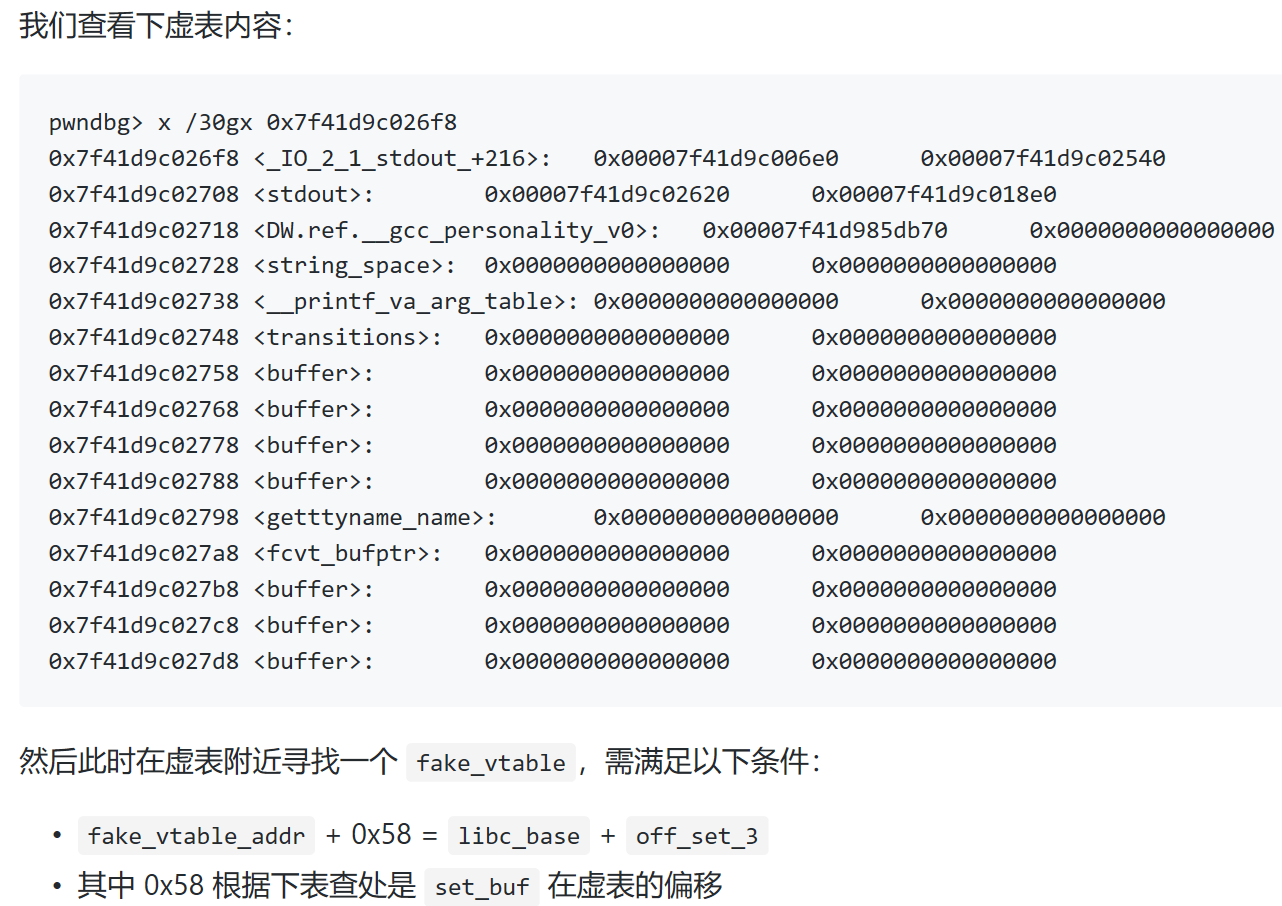 我们查看下虚表内容：
pwndbg> x /30gx 0x7f41d9c026f8
0x7f41d9c026f8 <_IO_2_1_stdout_+216>: 0x00007f41d9c006e0 0x00007f41d9c02540
0x7f41d9c02708 <stdout>: 0x00007f41d9c02620 0x00007f41d9c018e0
0x7f41d9c02718 <DW.ref.__gcc_personality_v0>: 0x00007f41d985db70 0x0000000000000000
0x7f41d9c02728 <string_space>: 0x0000000000000000 0x0000000000000000
0x7f41d9c02738 <__printf_va_arg_table>: 0x0000000000000000 0x0000000000000000
0x7f41d9c02748 <transitions>: 0x0000000000000000 0x0000000000000000
0x7f41d9c02758 <buffer>: 0x0000000000000000 0x0000000000000000
0x7f41d9c02768 <buffer>: 0x0000000000000000 0x0000000000000000
0x7f41d9c02778 <buffer>: 0x0000000000000000 0x0000000000000000
0x7f41d9c02788 <buffer>: 0x0000000000000000 0x0000000000000000
0x7f41d9c02798 <getttyname_name>: 0x0000000000000000 0x0000000000000000
0x7f41d9c027a8 <fcvt_bufptr>: 0x0000000000000000 0x0000000000000000
0x7f41d9c027b8 <buffer>: 0x0000000000000000 0x0000000000000000
0x7f41d9c027c8 <buffer>: 0x0000000000000000 0x0000000000000000
0x7f41d9c027d8 <buffer>: 0x0000000000000000 0x0000000000000000
然后此时在虚表附近寻找一个 fake_vtable，需满足以下条件：
• fake_vtable_addr + 0x58 = libc_base + off_set_3
• 其中 0x58 根据下表查处是 set_buf 在虚表的偏移